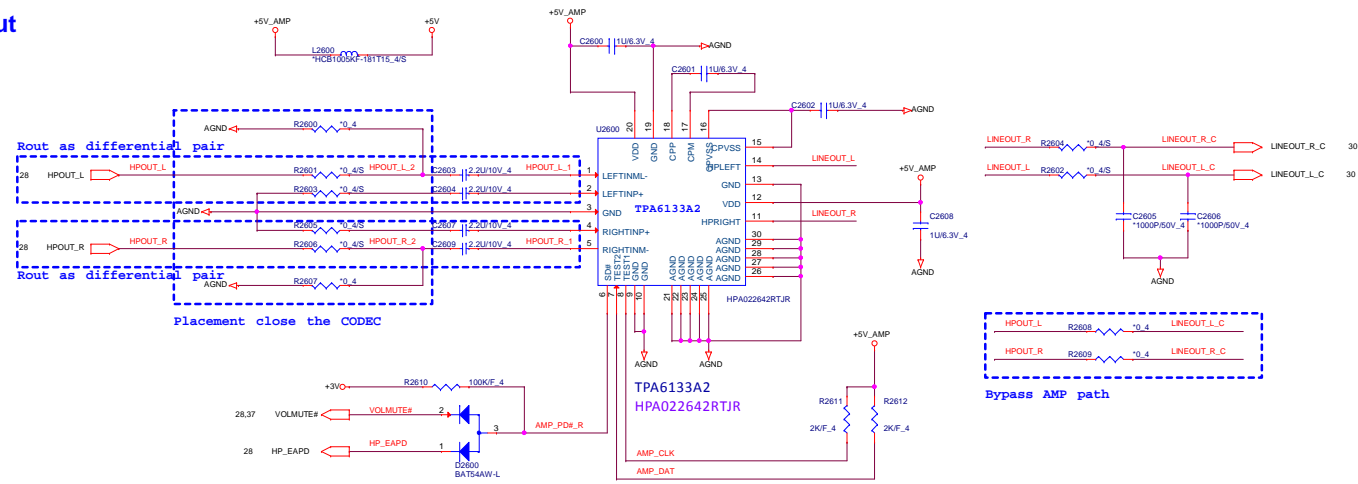 ut
+5V_AMP
+5V
L2600
*HCB1005KF-181T15_4/S
+5V_AMP
C2600
1U/6.3V_4
AGND
C2601
1U/6.3V_4
C2602
1U/6.3V_4
AGND
U2600
20
19
18
17
16
VDD
GND
CPP
CPM
CPVSS
AGND
R2600
*0_4
Rout as differential pair
28
HPOUT_L
HPOUT_L
R2601
*0_4/S
HPOUT_L_2
C2603
2.2U/10V_4
HPOUT_L_1
1
LEFTINML-
R2603
*0_4/S
C2604
2.2U/10V_4
2
LEFTINP+
AGND
3
GND
R2605
*0_4/S
C2607
2.2U/10V_4
4
RIGHTINP+
28
HPOUT_R
HPOUT_R
R2606
*0_4/S
HPOUT_R_2
C2609
2.2U/10V_4
HPOUT_R_1
5
RIGHTINM-
Rout as differential pair
AGND
R2607
*0_4
Placement close the CODEC
TPA6133A2
CPVSS
15
HPLEFT
14
LINEOUT_L
GND
13
VDD
12
HPRIGHT
11
LINEOUT_R
AGND
30
AGND
29
AGND
28
AGND
27
AGND
26
HPA022642RTJR
SD#
TEST2
TEST1
GND
GND
AGND
AGND
AGND
AGND
AGND
6
7
8
9
10
21
22
23
24
25
AGND
AGND
+5V_AMP
C2608
1U/6.3V_4
AGND
LINEOUT_R
R2604
*0_4/S
LINEOUT_R_C
LINEOUT_R_C
30
LINEOUT_L
R2602
*0_4/S
LINEOUT_L_C
LINEOUT_L_C
30
C2605
*1000P/50V_4
C2606
*1000P/50V_4
AGND
HPOUT_L
R2608
*0_4
LINEOUT_L_C
HPOUT_R
R2609
*0_4
LINEOUT_R_C
Bypass AMP path
TPA6133A2
HPA022642RTJR
+5V_AMP
R2611
R2612
2K/F_4
2K/F_4
+3V
R2610
100K/F_4
28,37
VOLMUTE#
VOLMUTE#
2
3
AMP_PD#_R
28
HP_EAPD
HP_EAPD
1
D2600
BAT54AW-L
AMP_CLK
AMP_DAT